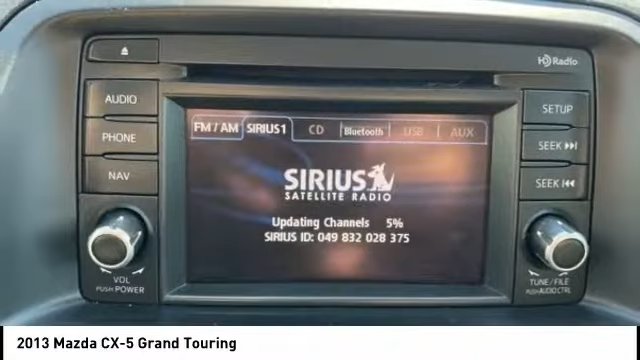 HD Radio
AUDIO
PHONE
NAV
VOL
PUSH POWER
FM / AM SIRIUS1 CD Bluetooth USB AUX
SIRIUS
SATELLITE RADIO
Updating Channels 5%
SIRIUS ID: 049 832 028 375
SETUP
SEEK
SEEK
TUNE / FILE
PUSH AUDIO CTRL
2013 Mazda CX-5 Grand Touring